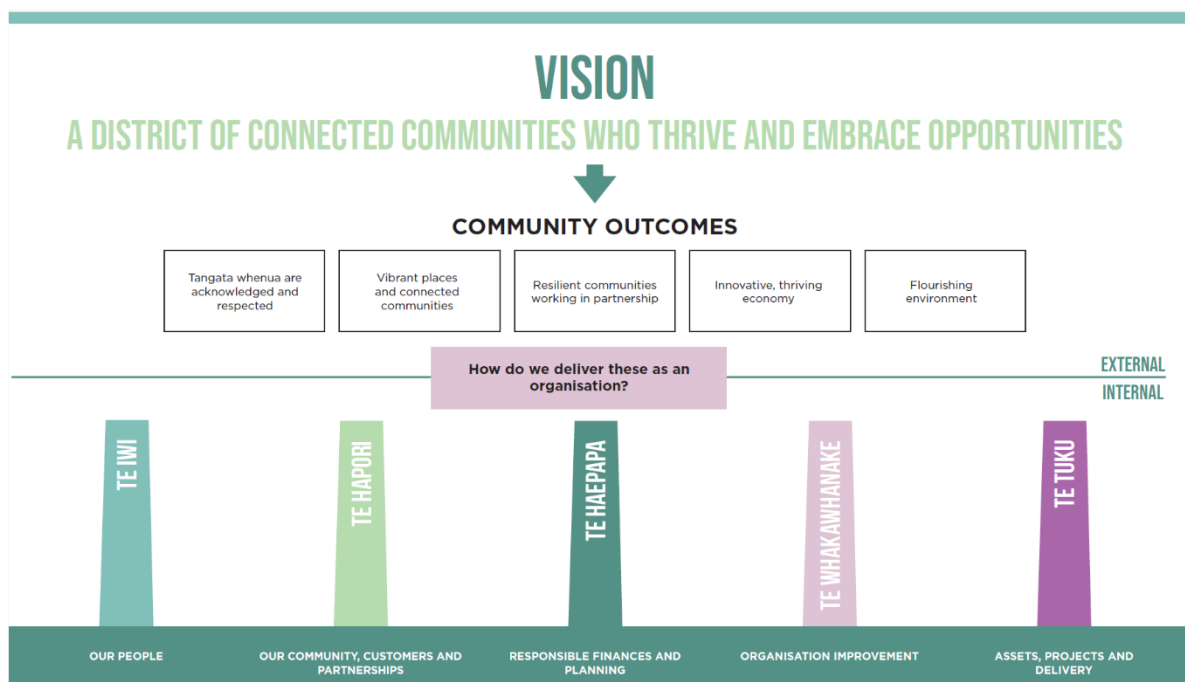 VISION
A DISTRICT OF CONNECTED COMMUNITIES WHO THRIVE AND EMBRACE OPPORTUNITIES
COMMUNITY OUTCOMES
Tangata whenua are
acknowledged and
respected
Vibrant places
and connected
communities
Resilient communities
working in partnership
Innovative, thriving
economy
Flourishing
environment
How do we deliver these as an
organisation?
EXTERNAL
INTERNAL
TE IWI
TE HAPORI
TE HAEPAPA
TE WHAKAWHANAKE
TE TUKU
OUR PEOPLE
OUR COMMUNITY, CUSTOMERS AND
PARTNERSHIPS
RESPONSIBLE FINANCES AND
PLANNING
ORGANISATION IMPROVEMENT
ASSETS, PROJECTS AND
DELIVERY